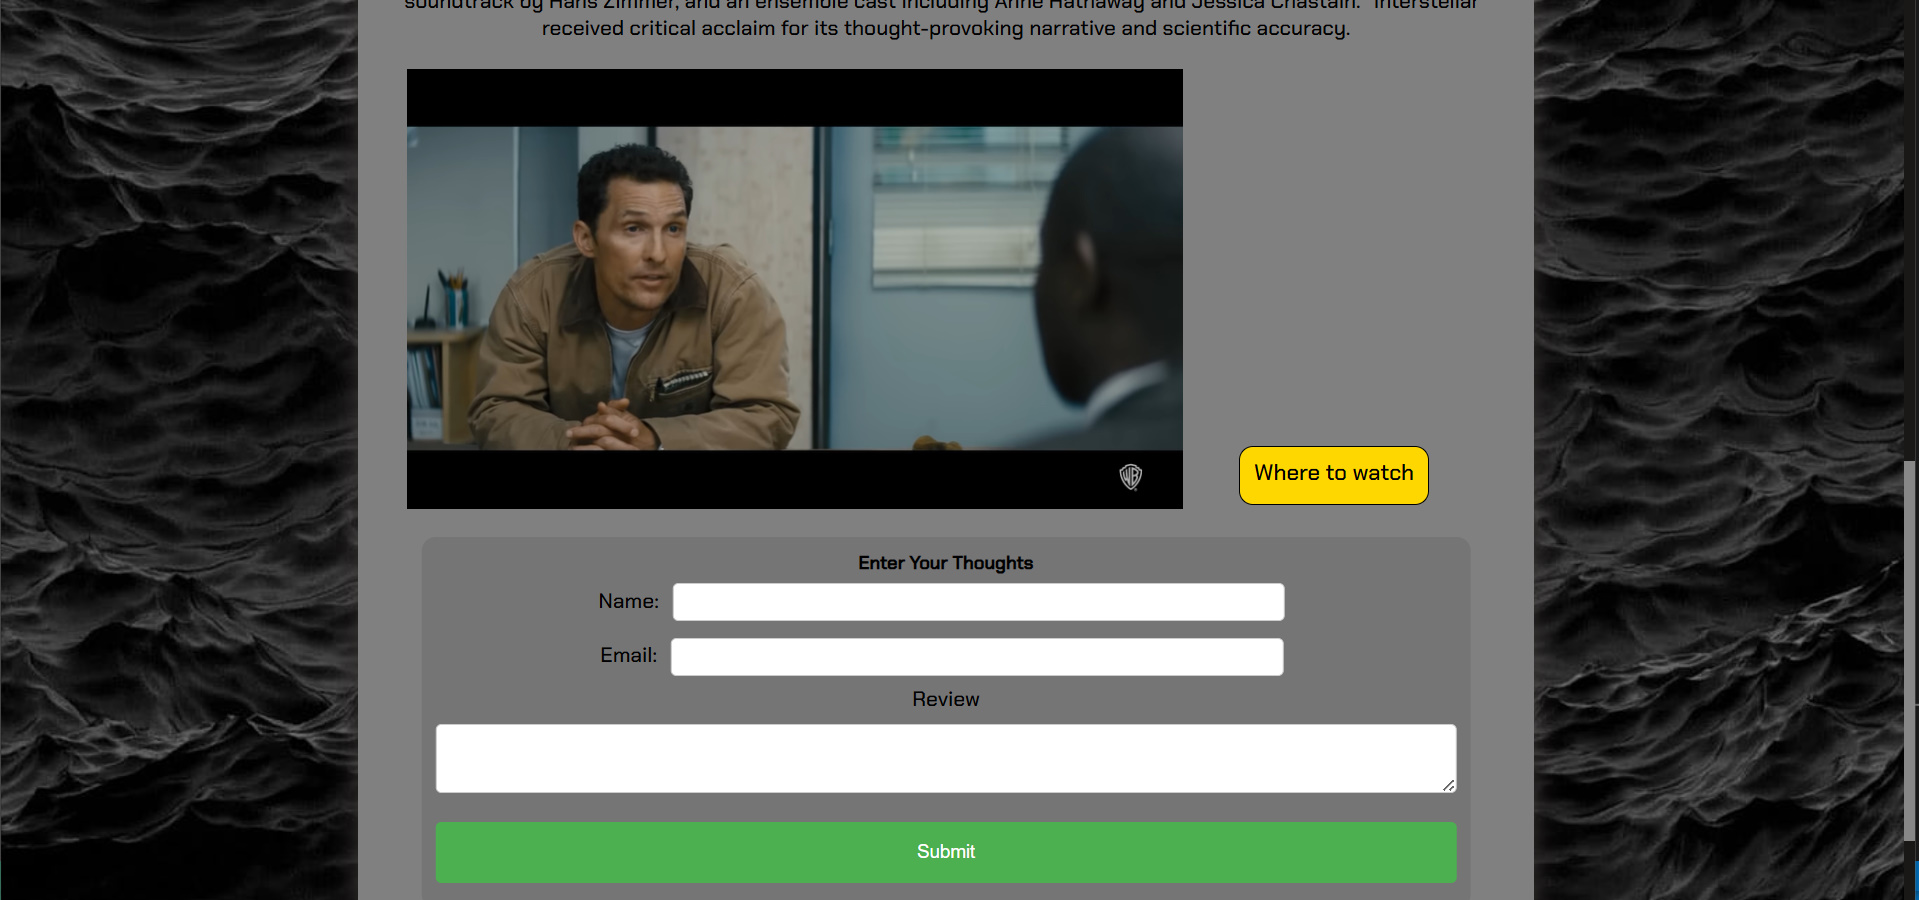 soundtrack by Hans Zimmer, and an ensemble cast including Anne Hathaway and Jessica Chastain. "Interstellar"
received critical acclaim for its thought-provoking narrative and scientific accuracy.
WB
Where to watch
Enter Your Thoughts
Name:
Email:
Review
Submit